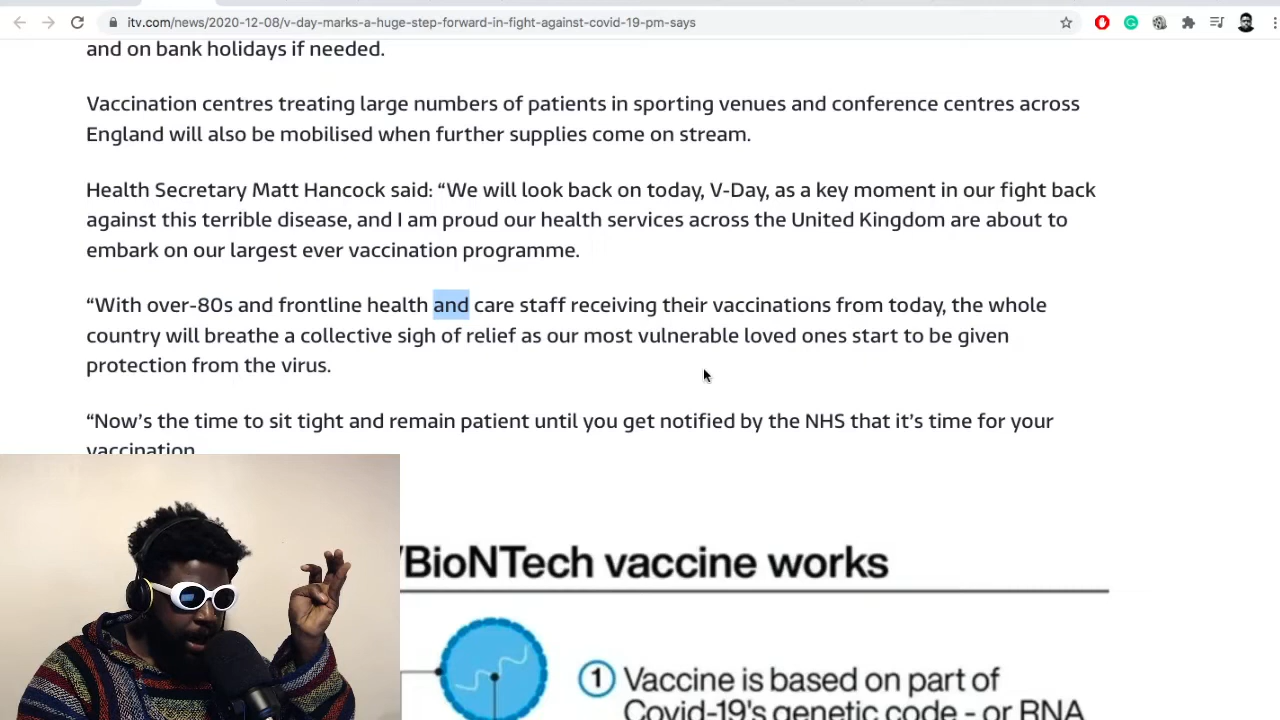 itv.com/news/2020-12-08/v-day-marks-a-huge-step-forward-in-fight-against-covid-19-pm-says
and on bank holidays if needed.
Vaccination centres treating large numbers of patients in sporting venues and conference centres across
England will also be mobilised when further supplies come on stream.
Health Secretary Matt Hancock said: “We will look back on today, V-Day, as a key moment in our fight back
against this terrible disease, and I am proud our health services across the United Kingdom are about to
embark on our largest ever vaccination programme.
“With over-80s and frontline health and care staff receiving their vaccinations from today, the whole
country will breathe a collective sigh of relief as our most vulnerable loved ones start to be given
protection from the virus.
“Now’s the time to sit tight and remain patient until you get notified by the NHS that it’s time for your
vaccination.
/BioNTech vaccine works
1 Vaccine is based on part of
Covid-19's genetic code - or RNA